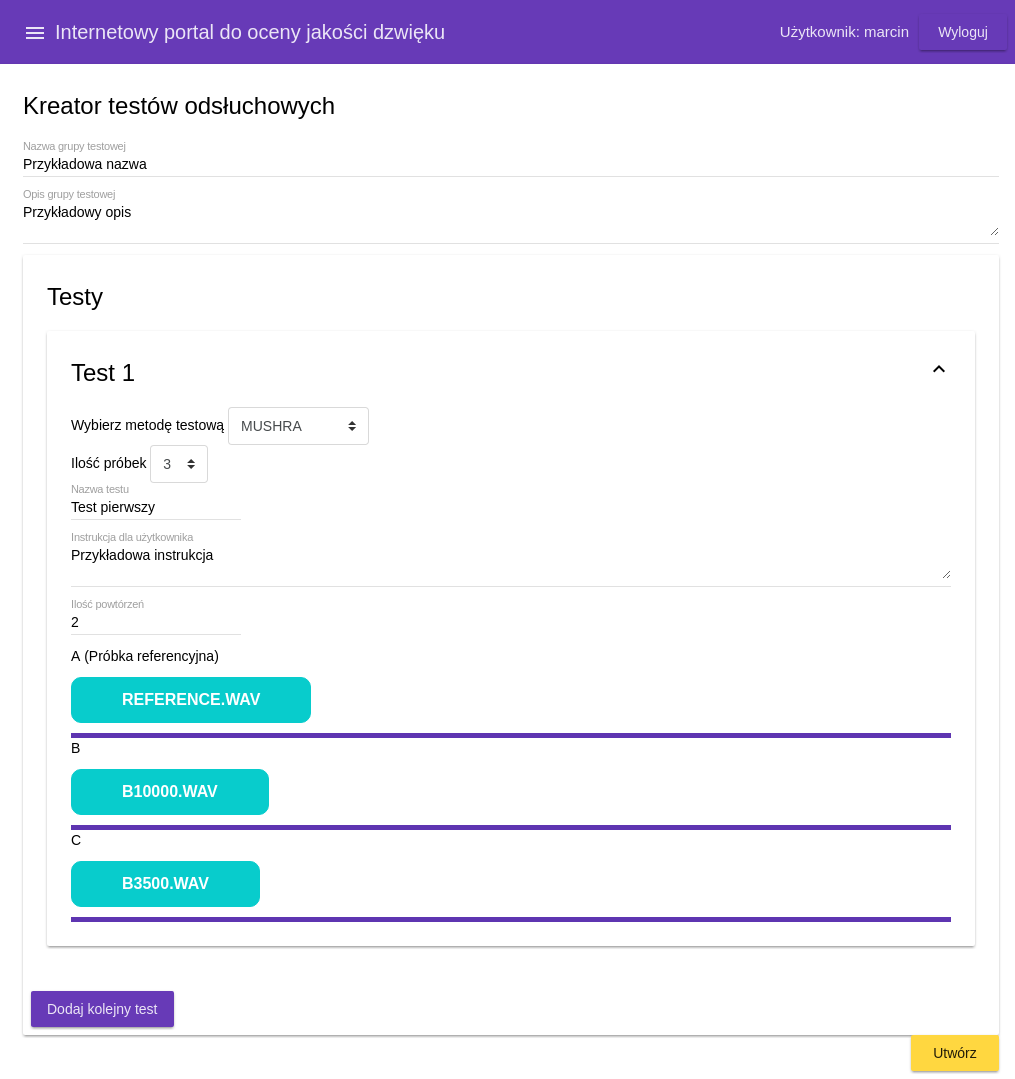 Internetowy portal do oceny jakości dzwięku
Użytkownik: marcin
Wyloguj
Kreator testów odsłuchowych
Nazwa grupy testowej
Przykładowa nazwa
Opis grupy testowej
Przykładowy opis
Testy
Test 1
Wybierz metodę testową MUSHRA
Ilość próbek 3
Nazwa testu
Test pierwszy
Instrukcja dla użytkownika
Przykładowa instrukcja
Ilość powtórzeń
2
A (Próbka referencyjna)
REFERENCE.WAV
B
B10000.WAV
C
B3500.WAV
Dodaj kolejny test
Utwórz